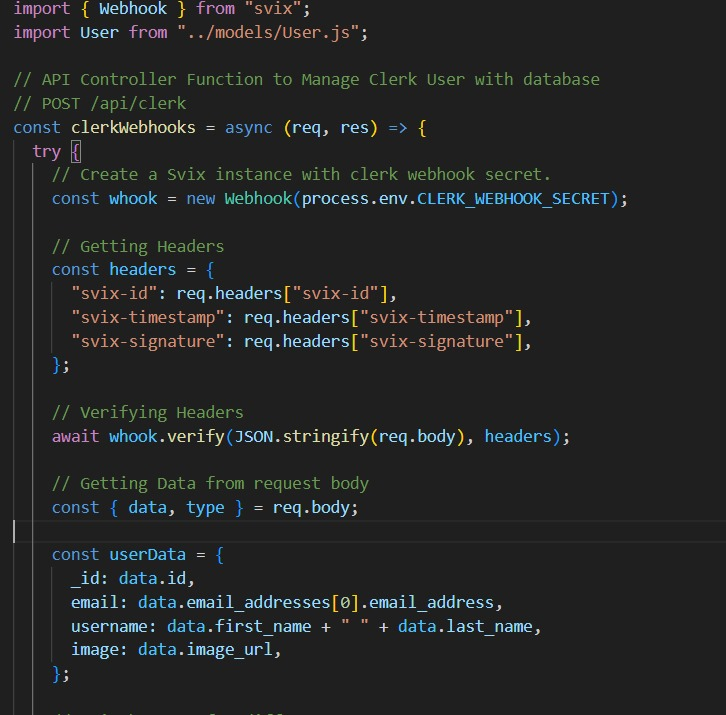 import { Webhook } from "svix";
import User from "../models/User.js";
// API Controller Function to Manage Clerk User with database
// POST /api/clerk
const clerkWebhooks = async (req, res) => {
try {
// Create a Svix instance with clerk webhook secret.
const whook = new Webhook(process.env.CLERK_WEBHOOK_SECRET);
// Getting Headers
const headers = {
"svix-id": req.headers["svix-id"],
"svix-timestamp": req.headers["svix-timestamp"],
"svix-signature": req.headers["svix-signature"],
};
// Verifying Headers
await whook.verify(JSON.stringify(req.body), headers);
// Getting Data from request body
const { data, type } = req.body;
const userData = {
_id: data.id,
email: data.email_addresses[0].email_address,
username: data.first_name + " " + data.last_name,
image: data.image_url,
};